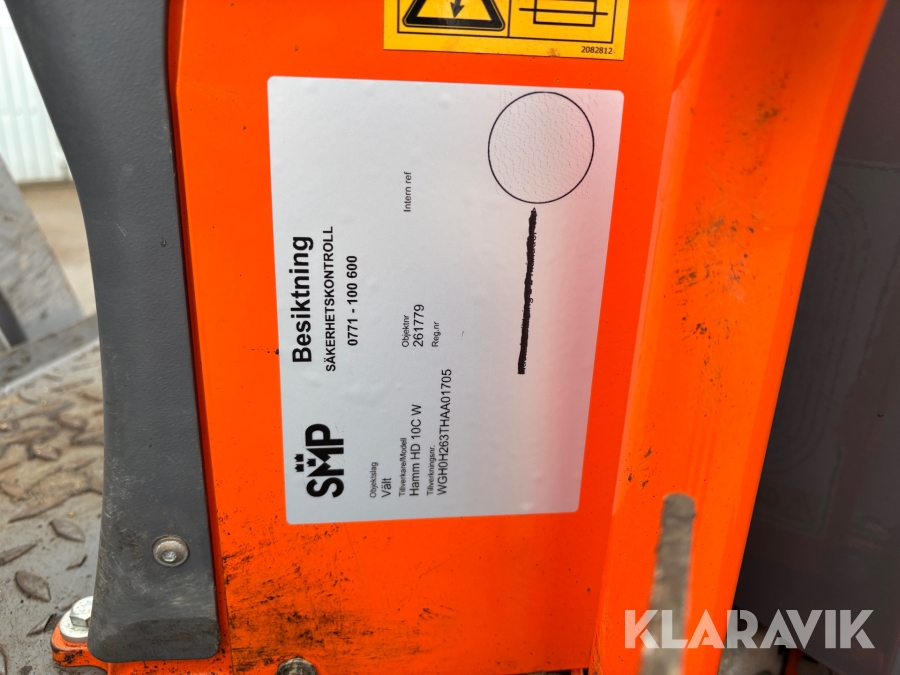 2082812
SMP
Besiktning
SÄKERHETSKONTROLL
0771 - 100 600
Objektslag
Vält
Tillverkare/Modell
Hamm HD 10C W
Tillverkningsnr.
WGH0H263THAA01705
Objektnr
261779
Reg.nr
Intern ref
KLARAVIK